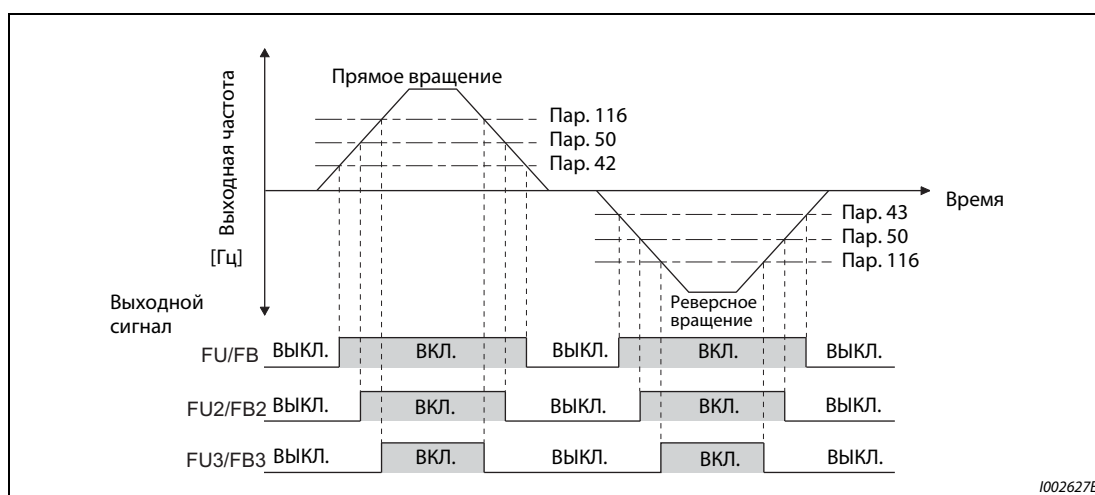 Выходная частота
[Гц]
Прямое вращение
Пар. 116
Пар. 50
Пар. 42
Время
Пар. 43
Пар. 50
Пар. 116
Реверсное
вращение
Выходной
сигнал
FU/FB ВЫКЛ. ВКЛ. ВЫКЛ. ВКЛ. ВЫКЛ.
FU2/FB2 ВЫКЛ. ВКЛ. ВЫКЛ. ВКЛ. ВЫКЛ.
FU3/FB3 ВЫКЛ. ВКЛ. ВЫКЛ. ВКЛ. ВЫКЛ.
I002627E